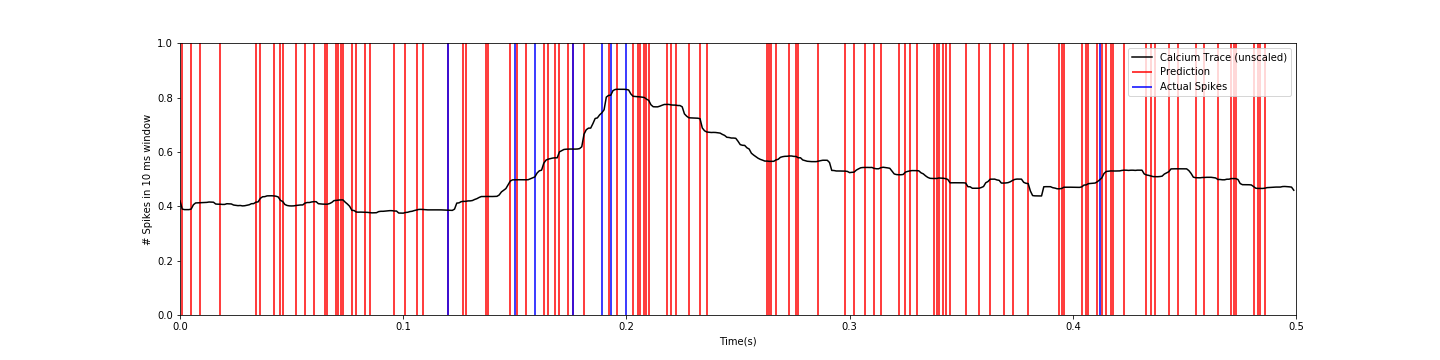 1.0
0.8
0.6
0.4
0.2
0.0
# Spikes in 10 ms window
Calcium Trace (unscaled)
Prediction
Actual Spikes
0.0 0.1 0.2 0.3 0.4 0.5
Time(s)